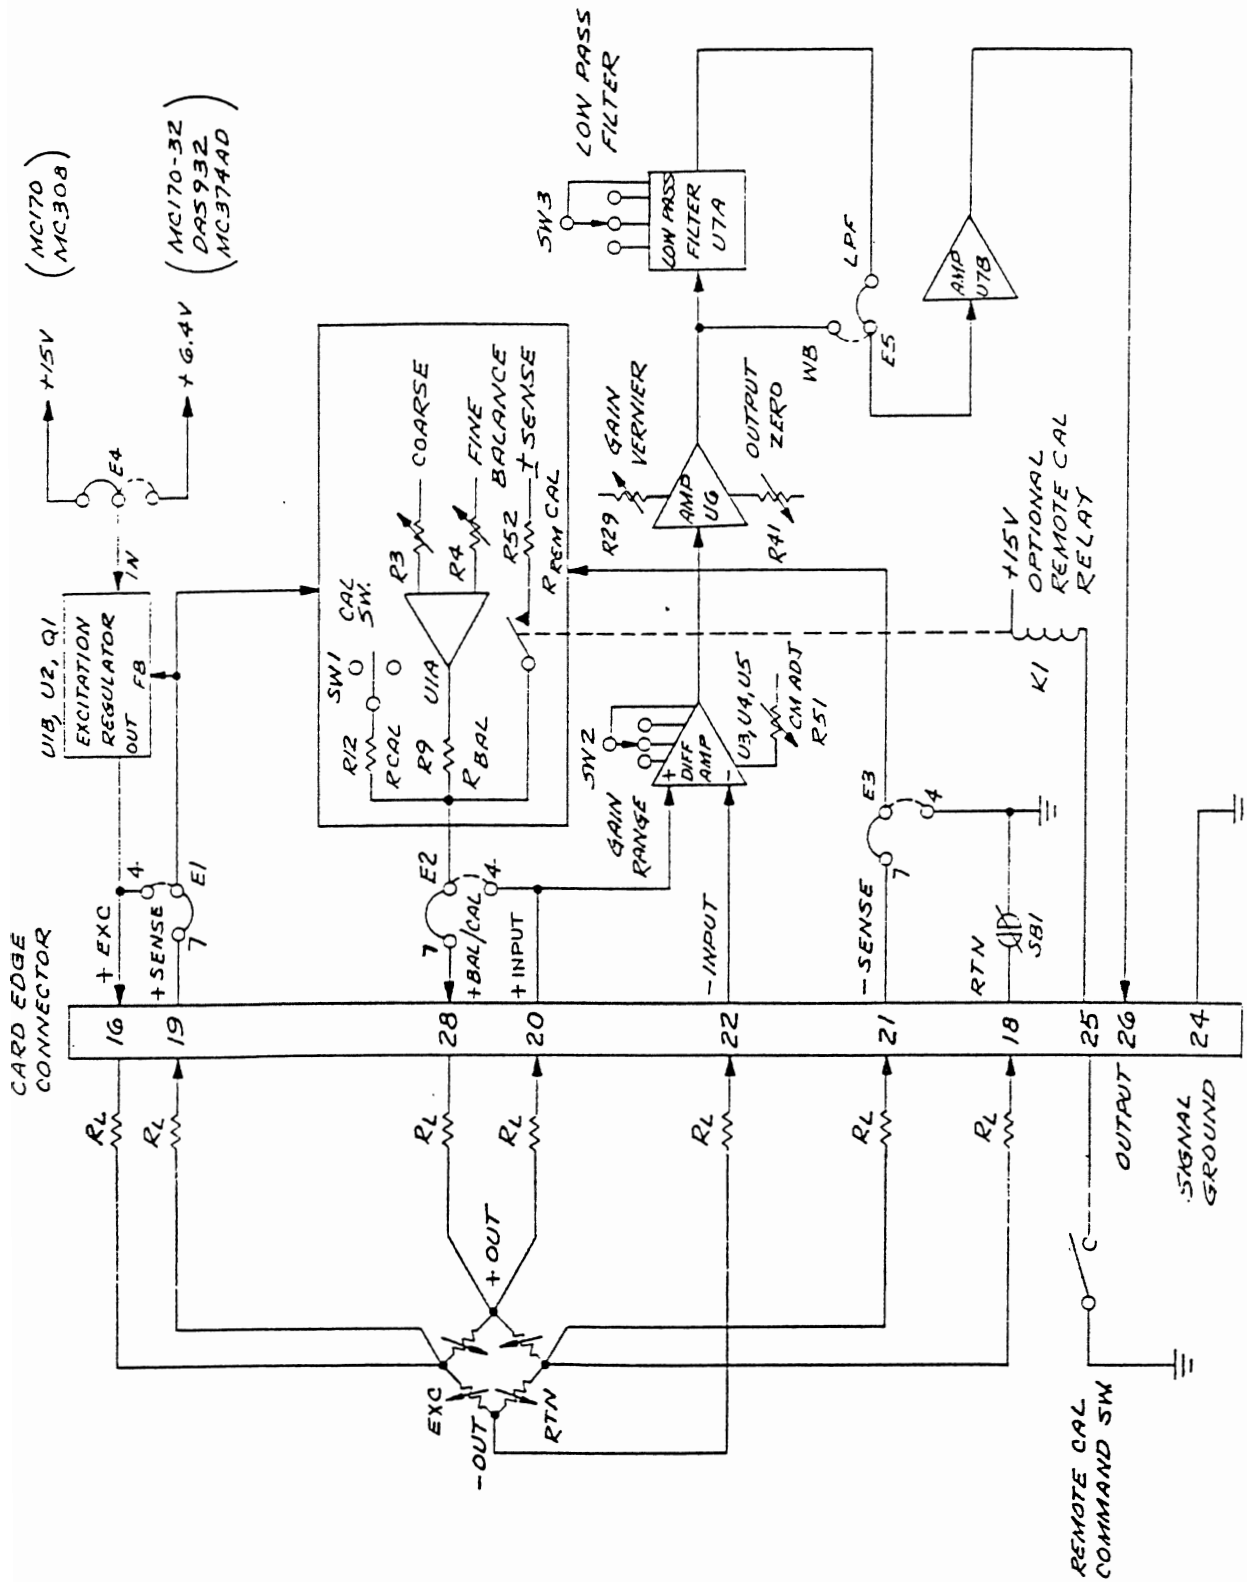 CARD EDGE
CONNECTOR
16
19
28
20
22
21
18
25
26
24
+ EXC
+ SENSE
4
7
E1
U1B, U2, Q1
EXCITATION
REGULATOR
OUT
FB
IN
E4
+15V
(MC170
MC308)
+6.4V
(MC170-32
DAS932
MC374AD)
SW1
CAL
SW.
R12
RCAL
R9
RBAL
U1A
R3
COARSE
R4
FINE
BALANCE
R52
± SENSE
RREM CAL
E2
7
4
+BAL/CAL
+INPUT
-INPUT
GAIN
RANGE
SW2
+
DIFF
AMP
-
U3, U4, U5
CM ADJ
R51
R29
GAIN
VERNIER
AMP
U6
R41
OUTPUT
ZERO
SW3
LOW PASS
FILTER
U7A
LOW PASS
FILTER
WB
E5
LPF
AMP
U7B
-SENSE
7
E3
4
RTN
SB1
K1
+15V
OPTIONAL
REMOTE CAL
RELAY
RL
RL
RL
RL
RL
RL
RL
EXC
+ OUT
-OUT
RTN
OUTPUT
SIGNAL
GROUND
C
REMOTE CAL
COMMAND SW.